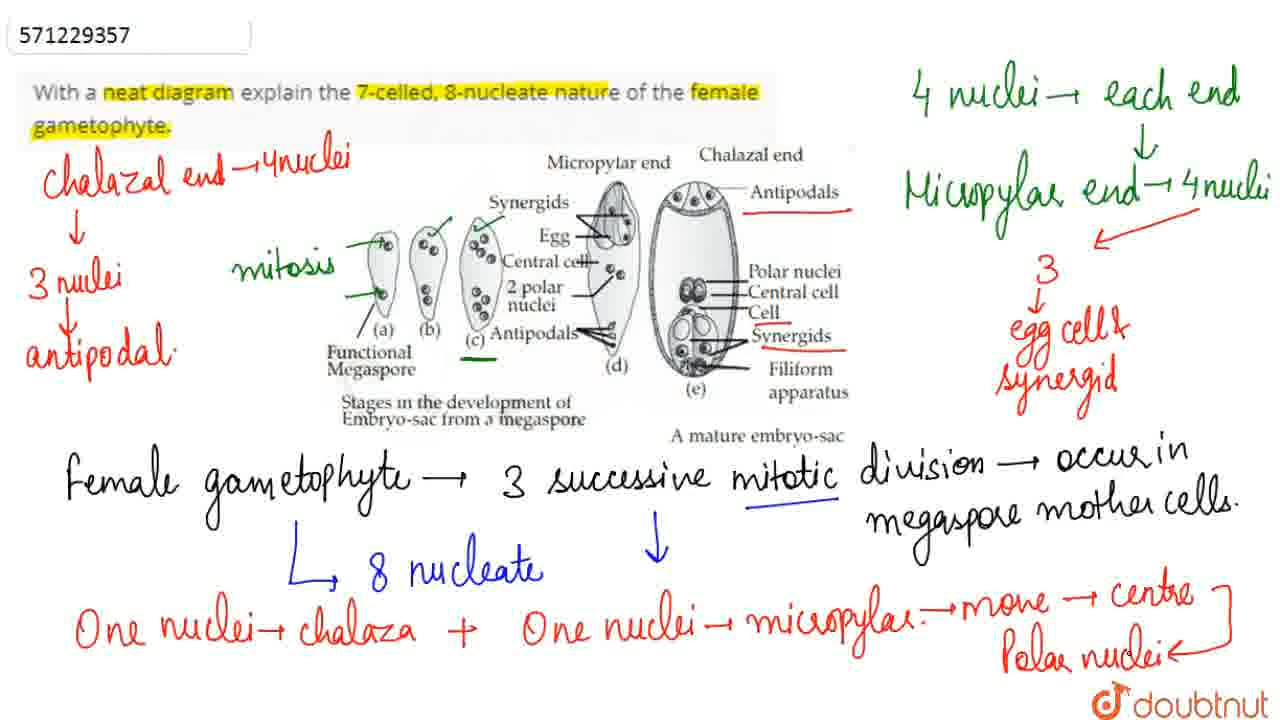 571229357
With a neat diagram explain the 7-celled, 8-nucleate nature of the female
gametophyte.
Chalazal end → 4 nuclei
↓
3 nuclei
↓
antipodal.
4 nuclei → each end
↓
Micropylar end → 4 nuclei
3
↓
egg cell &
synergid
mitosis
Micropylar end
Chalazal end
Synergids
Egg
Central cell
2 polar
nuclei
Antipodals
Antipodals
Polar nuclei
Central cell
Cell
Synergids
Filiform
apparatus
(a)
(b)
(c)
(d)
(e)
Functional
Megaspore
Stages in the development of
Embryo-sac from a megaspore
A mature embryo-sac
Female gametophyte → 3 successive mitotic division → occur in
megaspore mother cells.
8 nucleate
One nuclei → chalaza + One nuclei → micropylar. → move → centre
Polar nuclei
doubtnut